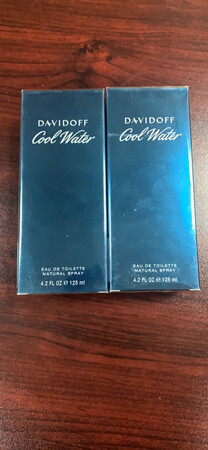 DAVIDOFF
Cool Water
EAU DE TOILETTE
NATURAL SPRAY
4.2 FL OZ ℮ 125 ml
DAVIDOFF
Cool Water
EAU DE TOILETTE
NATURAL SPRAY
4.2 FL OZ ℮ 125 ml